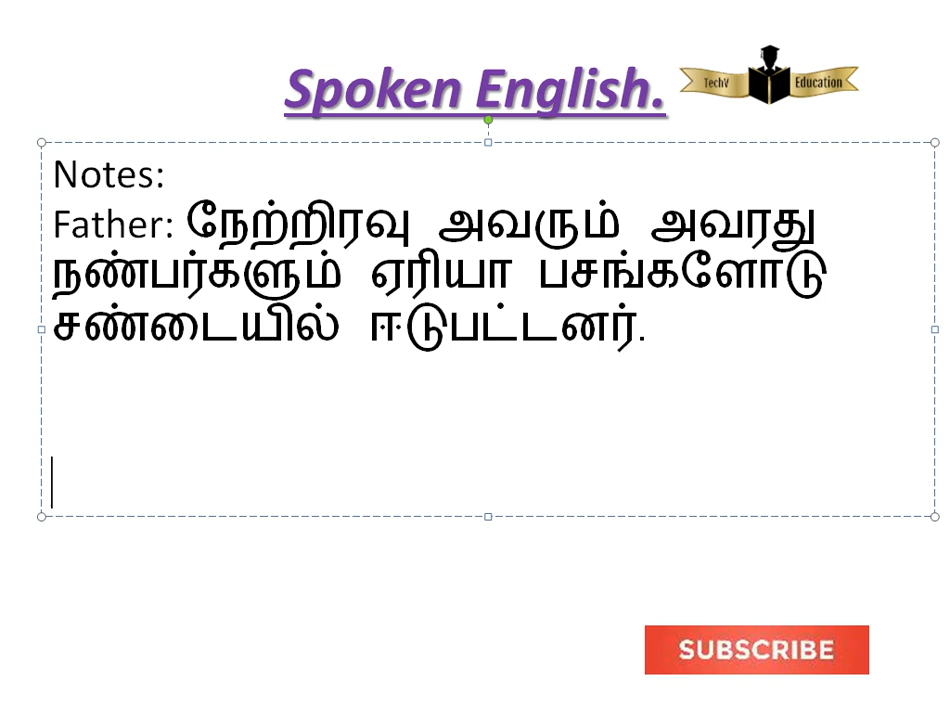 Spoken English.
TechV Education
Notes:
Father: நேற்றிரவு அவரும் அவரது
நண்பர்களும் ஏரியா பசங்களோடு
சண்டையில் ஈடுபட்டனர்.
SUBSCRIBE